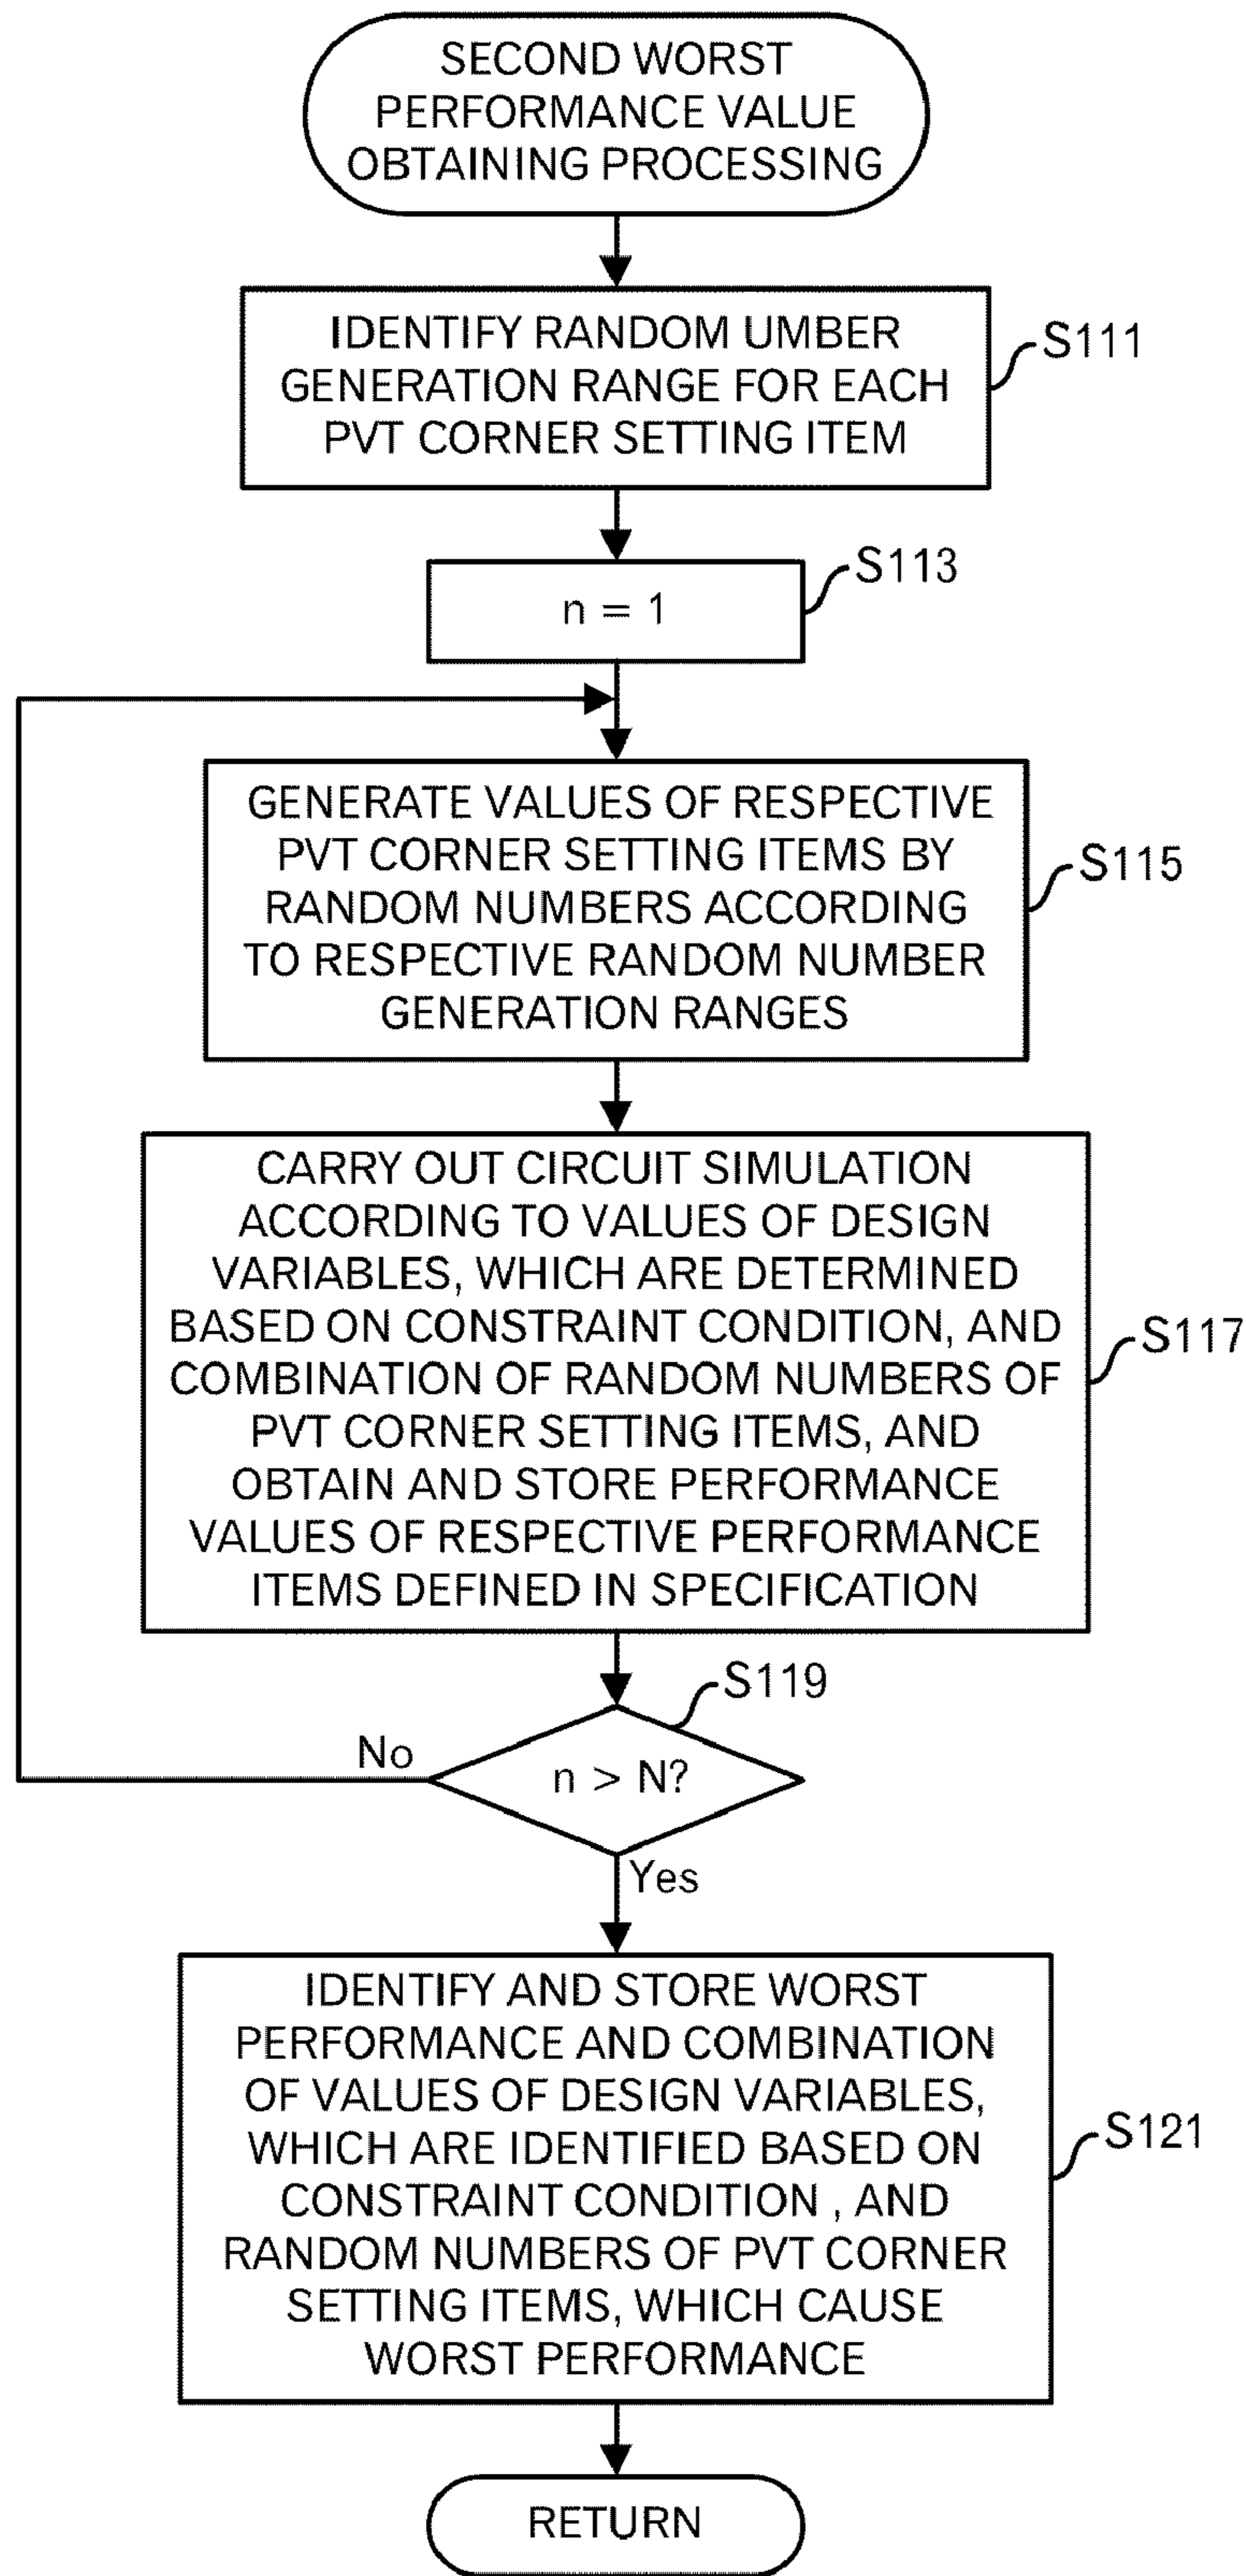 SECOND WORST
PERFORMANCE VALUE
OBTAINING PROCESSING
IDENTIFY RANDOM UMBER
GENERATION RANGE FOR EACH
PVT CORNER SETTING ITEM
S111
n = 1
S113
GENERATE VALUES OF RESPECTIVE
PVT CORNER SETTING ITEMS BY
RANDOM NUMBERS ACCORDING
TO RESPECTIVE RANDOM NUMBER
GENERATION RANGES
S115
CARRY OUT CIRCUIT SIMULATION
ACCORDING TO VALUES OF DESIGN
VARIABLES, WHICH ARE DETERMINED
BASED ON CONSTRAINT CONDITION, AND
COMBINATION OF RANDOM NUMBERS OF
PVT CORNER SETTING ITEMS, AND
OBTAIN AND STORE PERFORMANCE
VALUES OF RESPECTIVE PERFORMANCE
ITEMS DEFINED IN SPECIFICATION
S117
S119
No
n > N?
Yes
IDENTIFY AND STORE WORST
PERFORMANCE AND COMBINATION
OF VALUES OF DESIGN VARIABLES,
WHICH ARE IDENTIFIED BASED ON
CONSTRAINT CONDITION , AND
RANDOM NUMBERS OF PVT CORNER
SETTING ITEMS, WHICH CAUSE
WORST PERFORMANCE
S121
RETURN